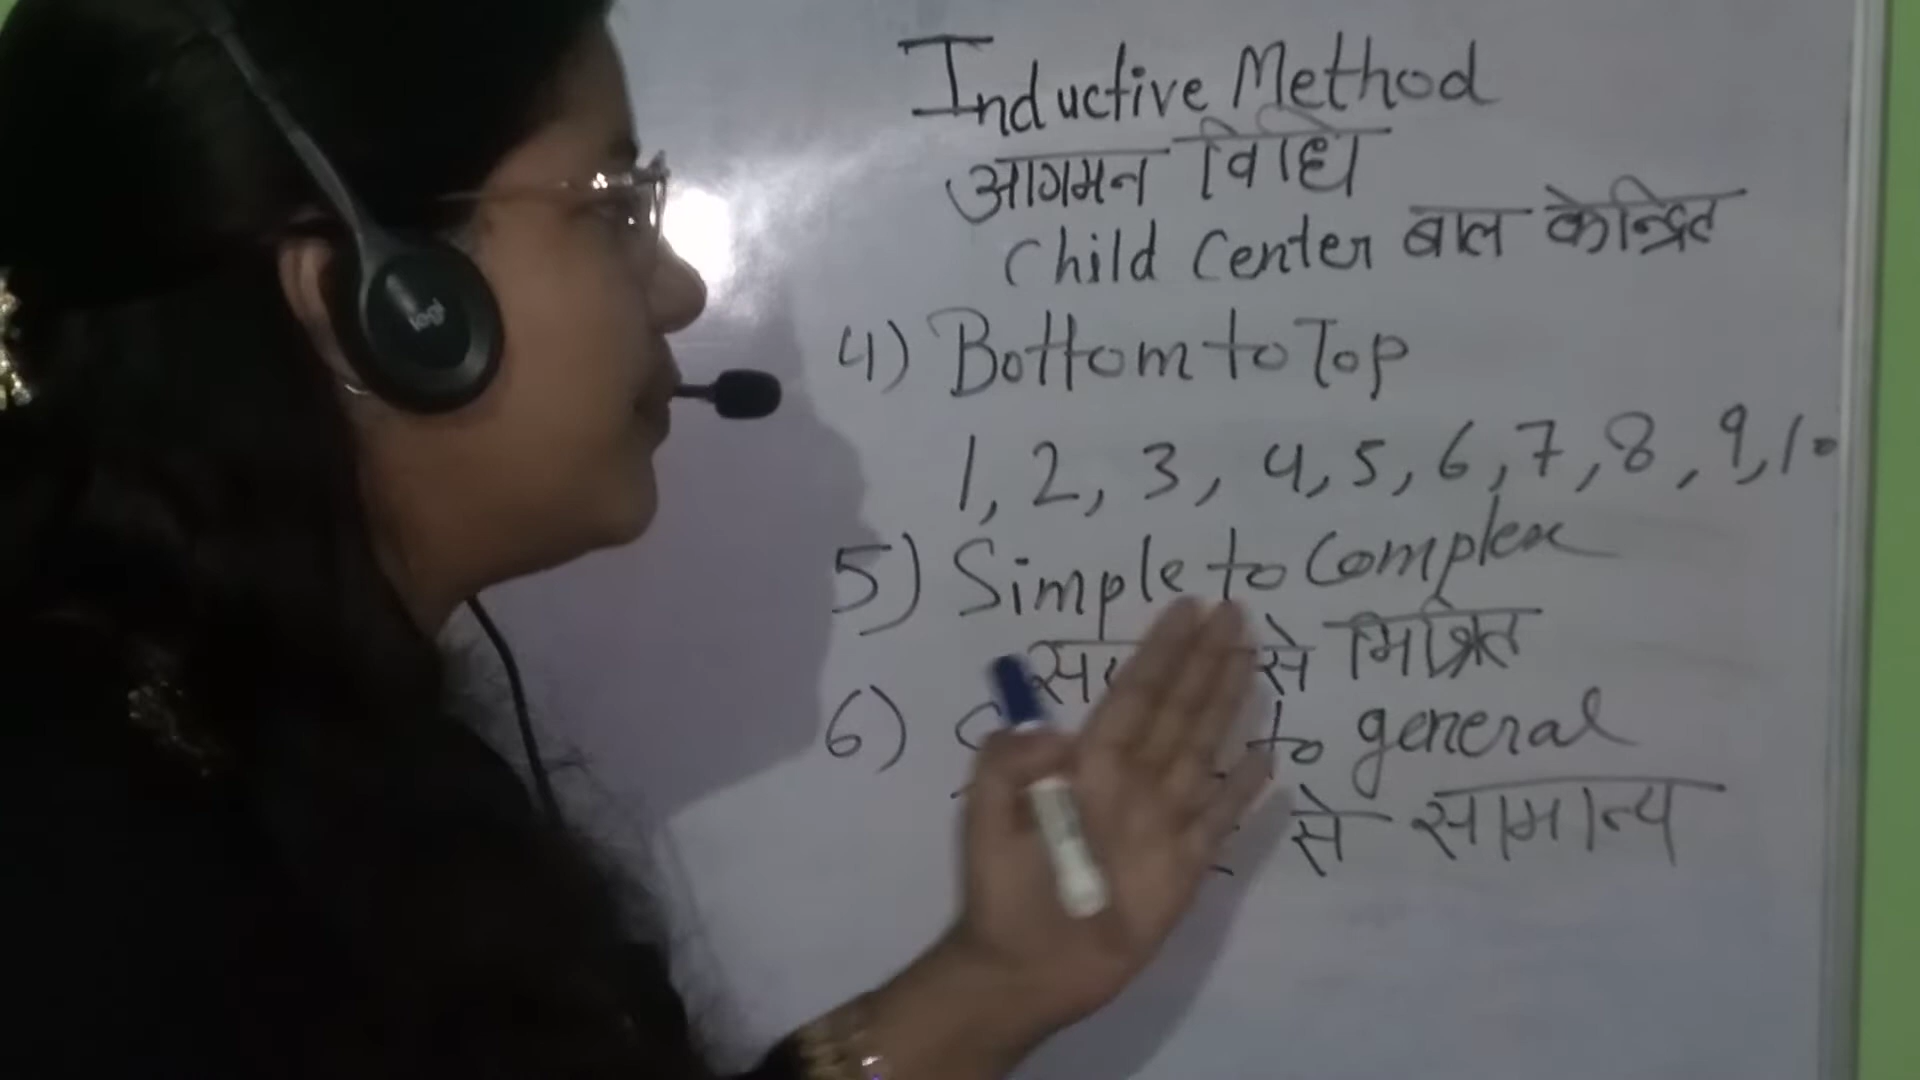 Inductive Method
आगमन विधि
Child Center बाल केन्द्रित
4) Bottom to Top
1, 2, 3, 4, 5, 6, 7, 8, 9, 10
5) Simple to Complex
से मिश्रित
6) to general
से सामान्य
logi